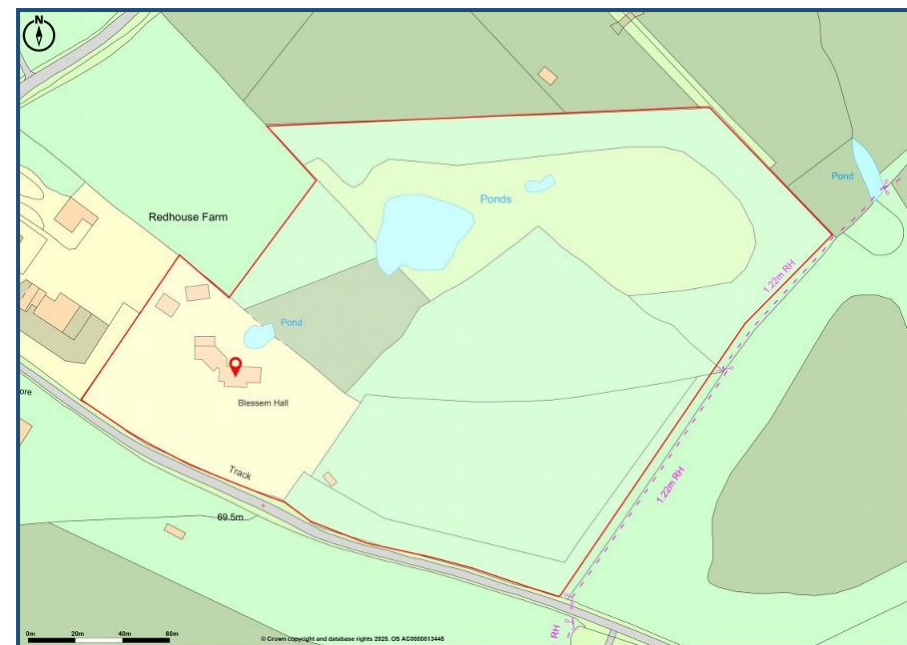 N
Pond
Ponds
Redhouse Farm
1.22m RH
Pond
Blessem Hall
ore
Track
1.22m RH
69.5m
RH
0m 20m 40m 60m
© Crown copyright and database rights 2025. OS AC0000813445